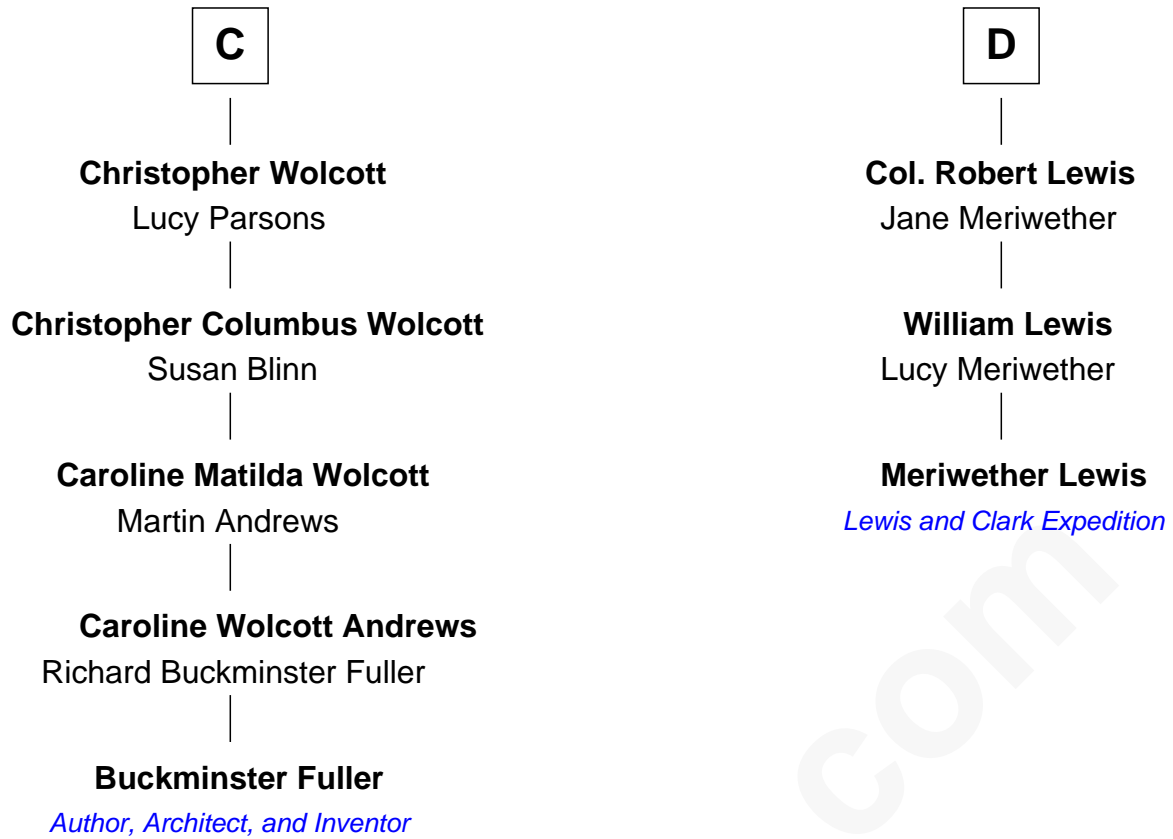 C
Christopher Wolcott
Lucy Parsons
Christopher Columbus Wolcott
Susan Blinn
Caroline Matilda Wolcott
Martin Andrews
Caroline Wolcott Andrews
Richard Buckminster Fuller
Buckminster Fuller
Author, Architect, and Inventor
D
Col. Robert Lewis
Jane Meriwether
William Lewis
Lucy Meriwether
Meriwether Lewis
Lewis and Clark Expedition
com